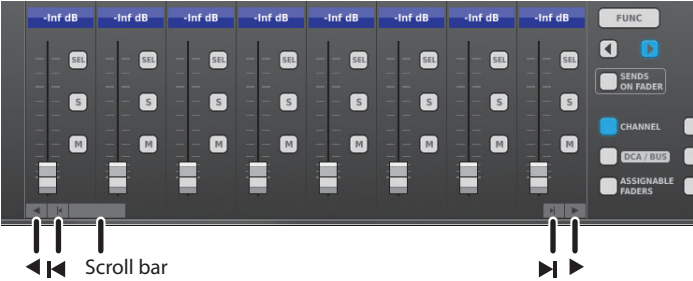 -Inf dB -Inf dB -Inf dB -Inf dB -Inf dB -Inf dB -Inf dB -Inf dB
FUNC
SEL SEL SEL SEL SEL SEL SEL SEL
SENDS
ON FADER
S S S S S S S S
CHANNEL
M M M M M M M M
DCA / BUS
ASSIGNABLE
FADERS
Scroll bar